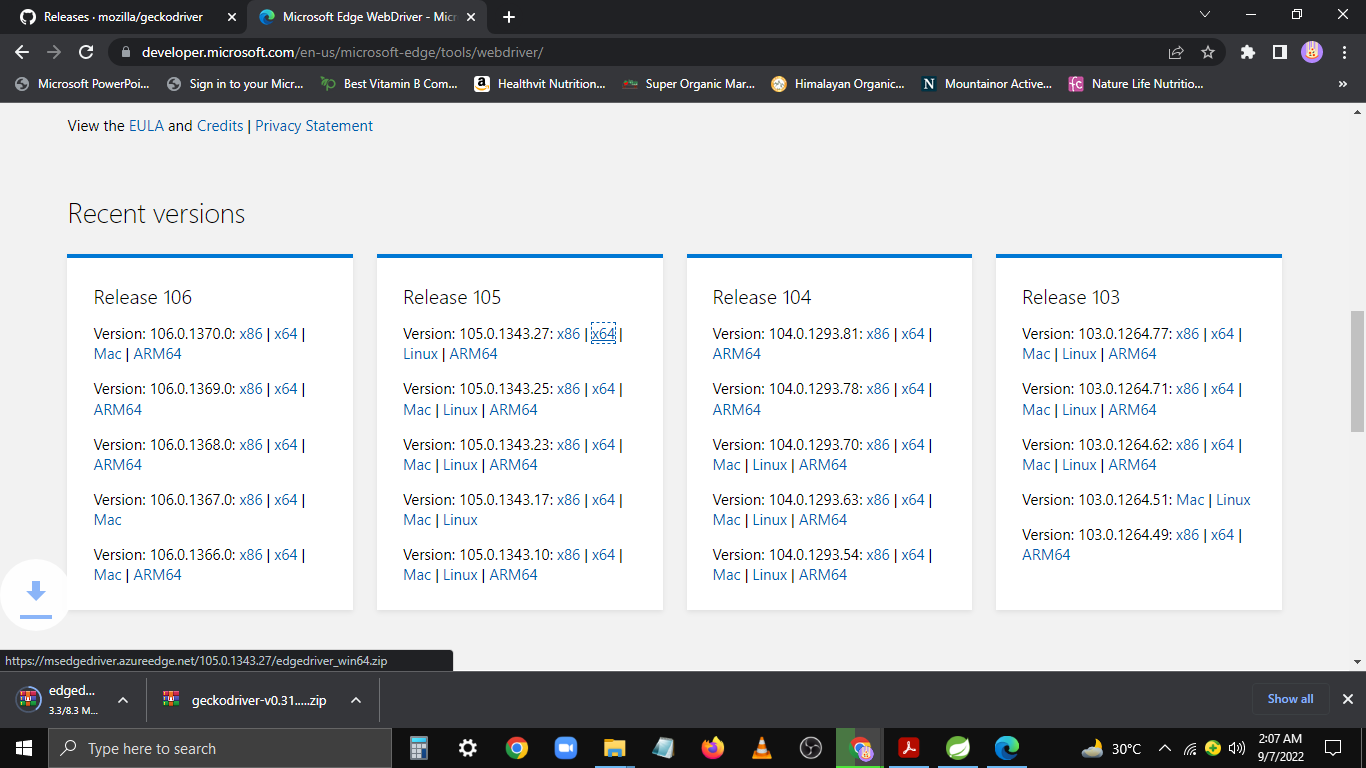 Releases · mozilla/geckodriver
Microsoft Edge WebDriver - Micr
developer.microsoft.com/en-us/microsoft-edge/tools/webdriver/
Microsoft PowerPoi...
Sign in to your Micr...
Best Vitamin B Com...
Healthvit Nutrition...
Super Organic Mar...
Himalayan Organic...
Mountainor Active...
Nature Life Nutritio...
»
View the EULA and Credits | Privacy Statement
Recent versions
Release 106
Version: 106.0.1370.0: x86 | x64 |
Mac | ARM64
Version: 106.0.1369.0: x86 | x64 |
ARM64
Version: 106.0.1368.0: x86 | x64 |
ARM64
Version: 106.0.1367.0: x86 | x64 |
Mac
Version: 106.0.1366.0: x86 | x64 |
Mac | ARM64
Release 105
Version: 105.0.1343.27: x86 | x64 |
Linux | ARM64
Version: 105.0.1343.25: x86 | x64 |
Mac | Linux | ARM64
Version: 105.0.1343.23: x86 | x64 |
Mac | Linux | ARM64
Version: 105.0.1343.17: x86 | x64 |
Mac | Linux
Version: 105.0.1343.10: x86 | x64 |
Mac | Linux | ARM64
Release 104
Version: 104.0.1293.81: x86 | x64 |
ARM64
Version: 104.0.1293.78: x86 | x64 |
ARM64
Version: 104.0.1293.70: x86 | x64 |
Mac | Linux | ARM64
Version: 104.0.1293.63: x86 | x64 |
Mac | Linux | ARM64
Version: 104.0.1293.54: x86 | x64 |
Mac | Linux | ARM64
Release 103
Version: 103.0.1264.77: x86 | x64 |
Mac | Linux | ARM64
Version: 103.0.1264.71: x86 | x64 |
Mac | Linux | ARM64
Version: 103.0.1264.62: x86 | x64 |
Mac | Linux | ARM64
Version: 103.0.1264.51: Mac | Linux
Version: 103.0.1264.49: x86 | x64 |
ARM64
https://msedgedriver.azureedge.net/105.0.1343.27/edgedriver_win64.zip
edged...
3.3/8.3 M...
geckodriver-v0.31.....zip
Show all
Type here to search
30°C
2:07 AM
9/7/2022